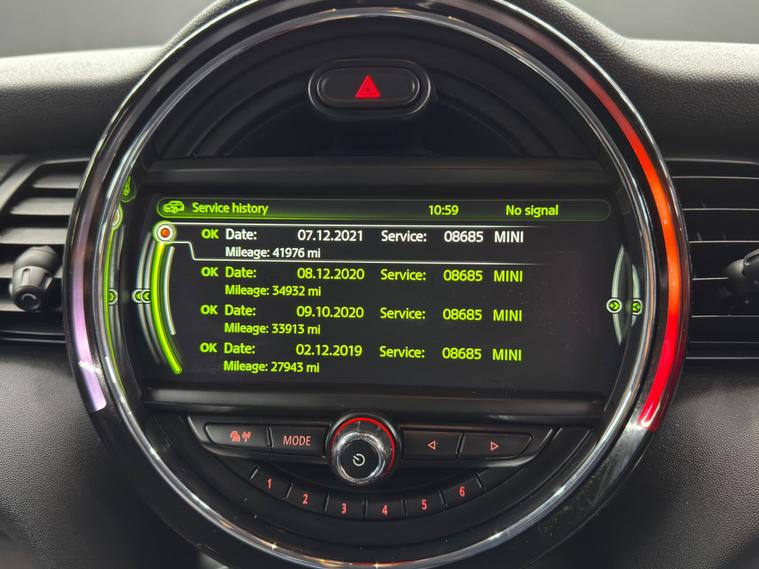 Service history 10:59 No signal
OK Date: 07.12.2021 Service: 08685 MINI
Mileage: 41976 mi
OK Date: 08.12.2020 Service: 08685 MINI
Mileage: 34932 mi
OK Date: 09.10.2020 Service: 08685 MINI
Mileage: 33913 mi
OK Date: 02.12.2019 Service: 08685 MINI
Mileage: 27943 mi
MODE
1 2 3 4 5 6